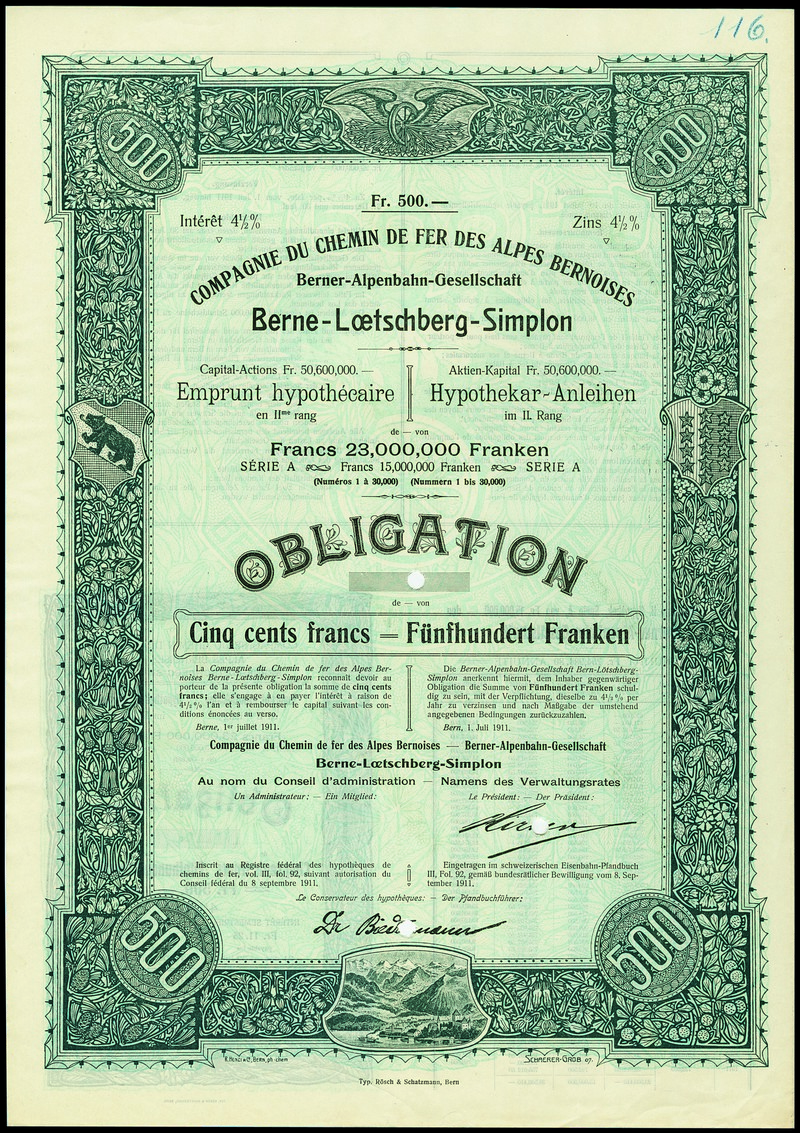 116.
500
500
Fr. 500.—
Intérêt 4½%
Zins 4½%
COMPAGNIE DU CHEMIN DE FER DES ALPES BERNOISES
Berner-Alpenbahn-Gesellschaft
Berne-Lœtschberg-Simplon
Capital-Actions Fr. 50,600,000.—
Aktien-Kapital Fr. 50,600,000.—
Emprunt hypothécaire
Hypothekar-Anleihen
en IIme rang
im II. Rang
de — von
Francs 23,000,000 Franken
SÉRIE A Francs 15,000,000 Franken SERIE A
(Numéros 1 à 30,000) (Nummern 1 bis 30,000)
OBLIGATION
de — von
Cinq cents francs = Fünfhundert Franken
La Compagnie du Chemin de fer des Alpes Ber-
noises Berne-Lœtschberg-Simplon reconnaît devoir au
porteur de la présente obligation la somme de cinq cents
francs; elle s'engage à en payer l'intérêt à raison de
4½% l'an et à rembourser le capital suivant les con-
ditions énoncées au verso.
Berne, 1er juillet 1911.
Die Berner-Alpenbahn-Gesellschaft Bern-Lötschberg-
Simplon anerkennt hiermit, dem Inhaber gegenwärtiger
Obligation die Summe von Fünfhundert Franken schul-
dig zu sein, mit der Verpflichtung, dieselbe zu 4½% per
Jahr zu verzinsen und nach Maßgabe der umstehend
angegebenen Bedingungen zurückzuzahlen.
Bern, 1. Juli 1911.
Compagnie du Chemin de fer des Alpes Bernoises — Berner-Alpenbahn-Gesellschaft
Berne-Lœtschberg-Simplon
Au nom du Conseil d'administration — Namens des Verwaltungsrates
Un Administrateur: — Ein Mitglied:
Le Président: — Der Präsident:
Inscrit au Registre fédéral des hypothèques de
chemins de fer, vol. III, fol. 92, suivant autorisation du
Conseil fédéral du 8 septembre 1911.
Eingetragen im schweizerischen Eisenbahn-Pfandbuch
III, Fol. 92, gemäß bundesrätlicher Bewilligung vom 8. Sep-
tember 1911.
Le Conservateur des hypothèques: — Der Pfandbuchführer:
500
500
SCHAERER-GROB 07.
Typ. Rösch & Schatzmann, Bern